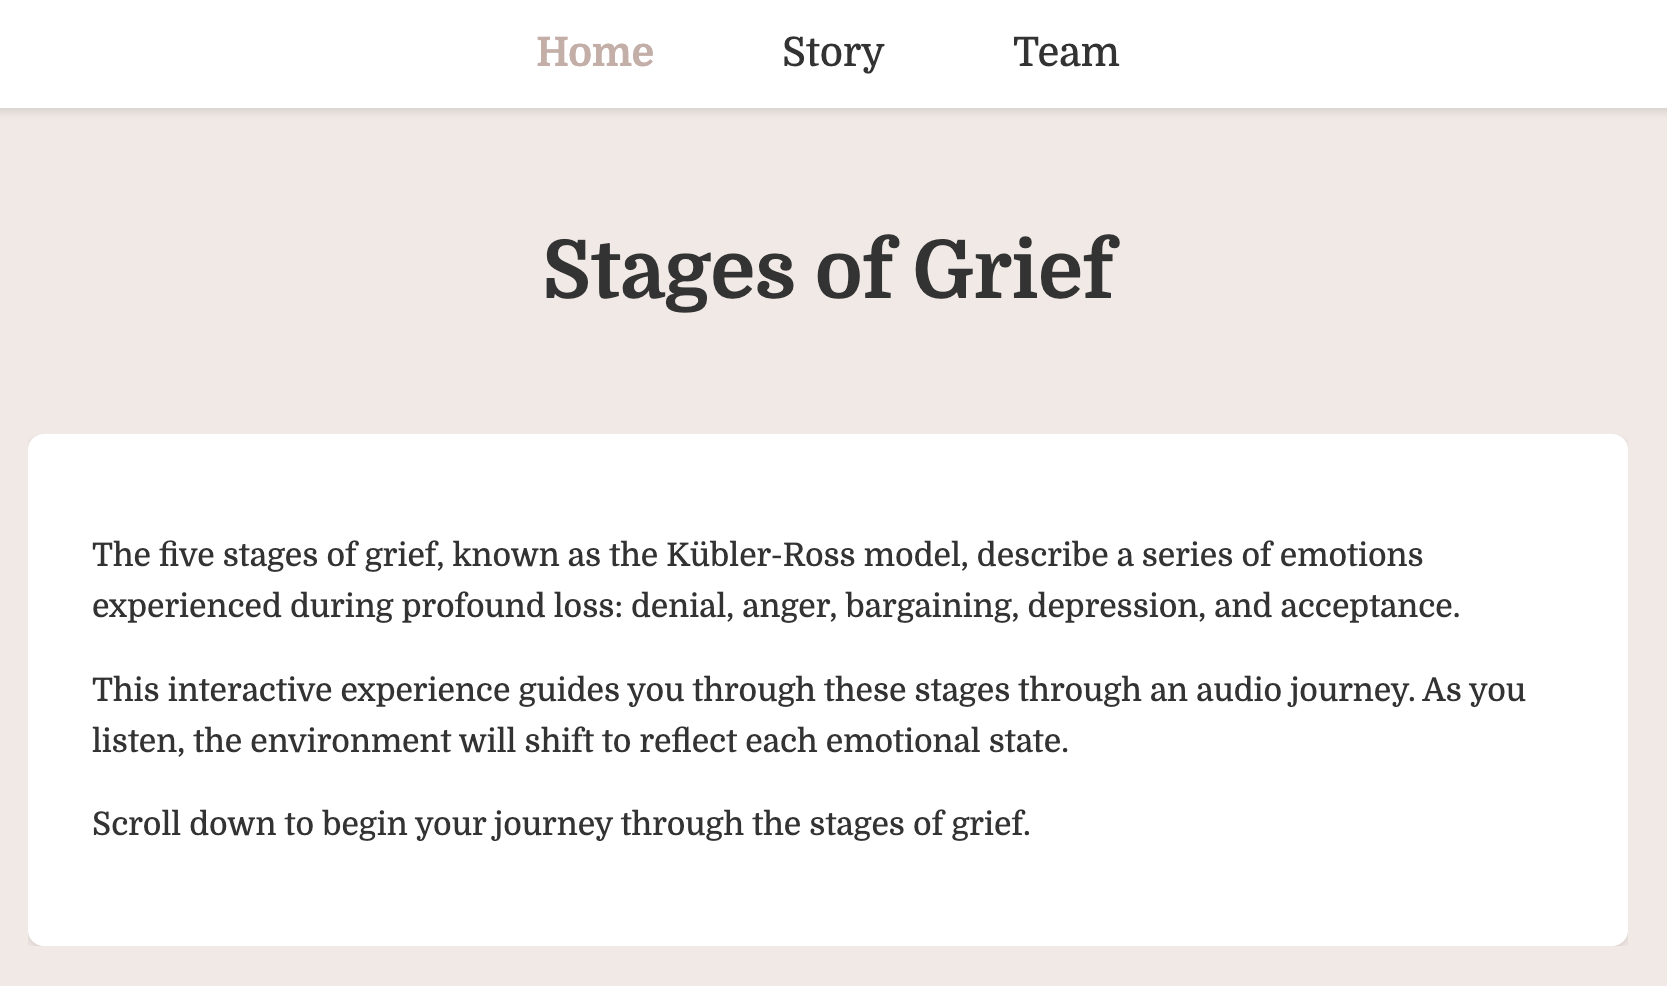 Home Story Team
Stages of Grief
The five stages of grief, known as the Kübler-Ross model, describe a series of emotions
experienced during profound loss: denial, anger, bargaining, depression, and acceptance.
This interactive experience guides you through these stages through an audio journey. As you
listen, the environment will shift to reflect each emotional state.
Scroll down to begin your journey through the stages of grief.